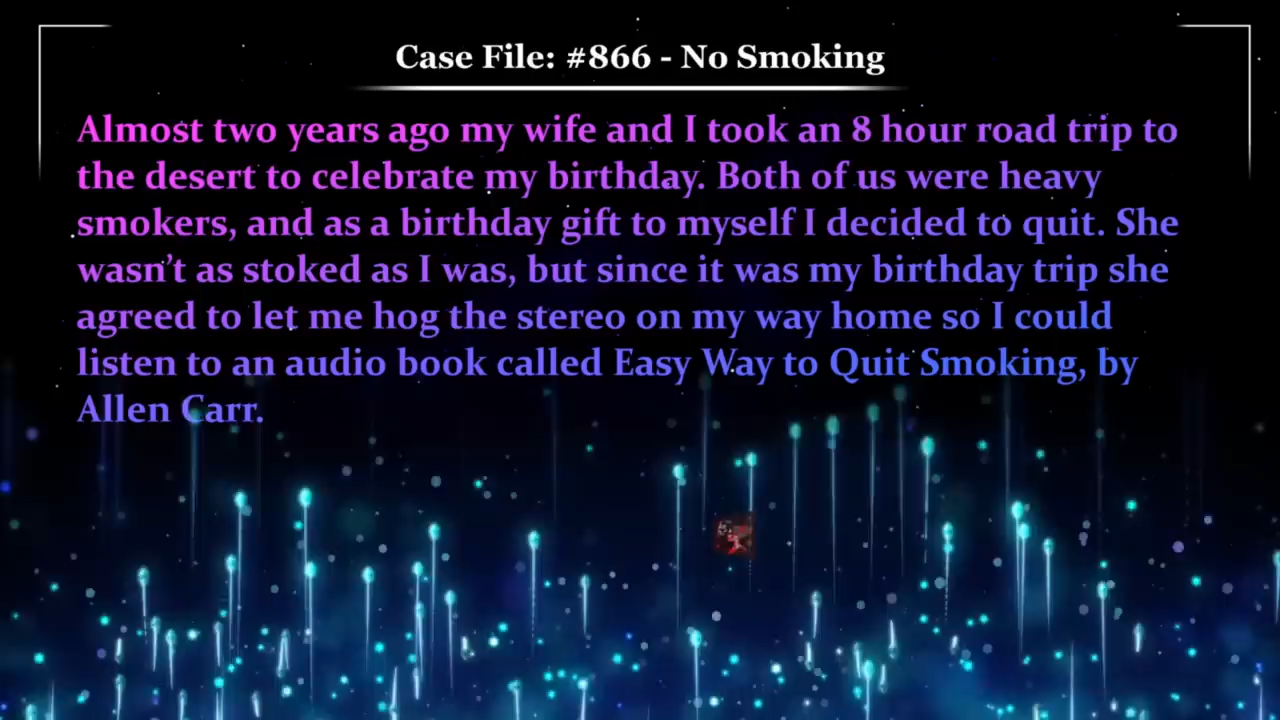 Case File: #866 - No Smoking
Almost two years ago my wife and I took an 8 hour road trip to
the desert to celebrate my birthday. Both of us were heavy
smokers, and as a birthday gift to myself I decided to quit. She
wasn’t as stoked as I was, but since it was my birthday trip she
agreed to let me hog the stereo on my way home so I could
listen to an audio book called Easy Way to Quit Smoking, by
Allen Carr.